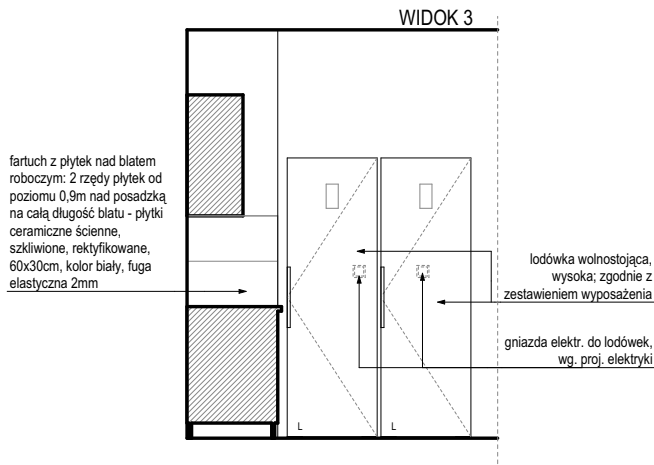 WIDOK 3
fartuch z płytek nad blatem
roboczym: 2 rzędy płytek od
poziomu 0,9m nad posadzką
na całą długość blatu - płytki
ceramiczne ścienne,
szkliwione, rektyfikowane,
60x30cm, kolor biały, fuga
elastyczna 2mm
lodówka wolnostojąca,
wysoka; zgodnie z
zestawieniem wyposażenia
gniazda elektr. do lodówek,
wg. proj. elektryki
L
L